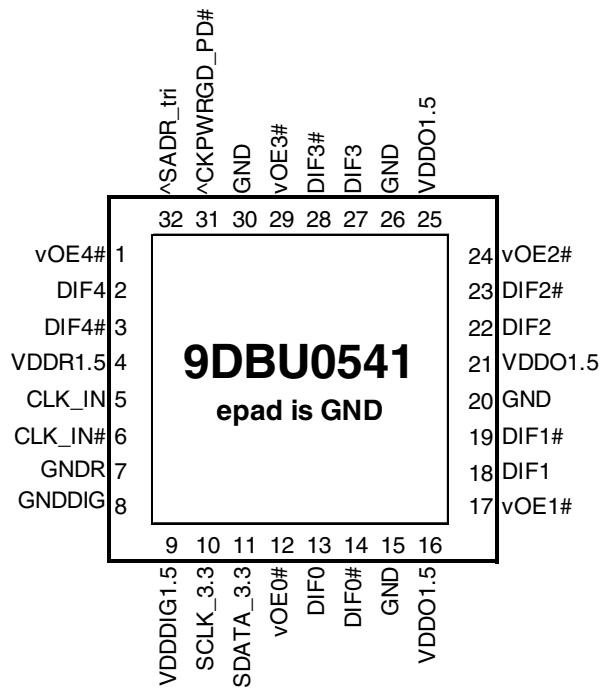 ^SADR_tri
^CKPWRGD_PD#
GND
vOE3#
DIF3#
DIF3
GND
VDDO1.5
32 31 30 29 28 27 26 25
vOE4# 1
DIF4 2
DIF4# 3
VDDR1.5 4
CLK_IN 5
CLK_IN# 6
GNDR 7
GNDDIG 8
9DBU0541
epad is GND
24 vOE2#
23 DIF2#
22 DIF2
21 VDDO1.5
20 GND
19 DIF1#
18 DIF1
17 vOE1#
9 10 11 12 13 14 15 16
VDDDIG1.5
SCLK_3.3
SDATA_3.3
vOE0#
DIF0
DIF0#
GND
VDDO1.5